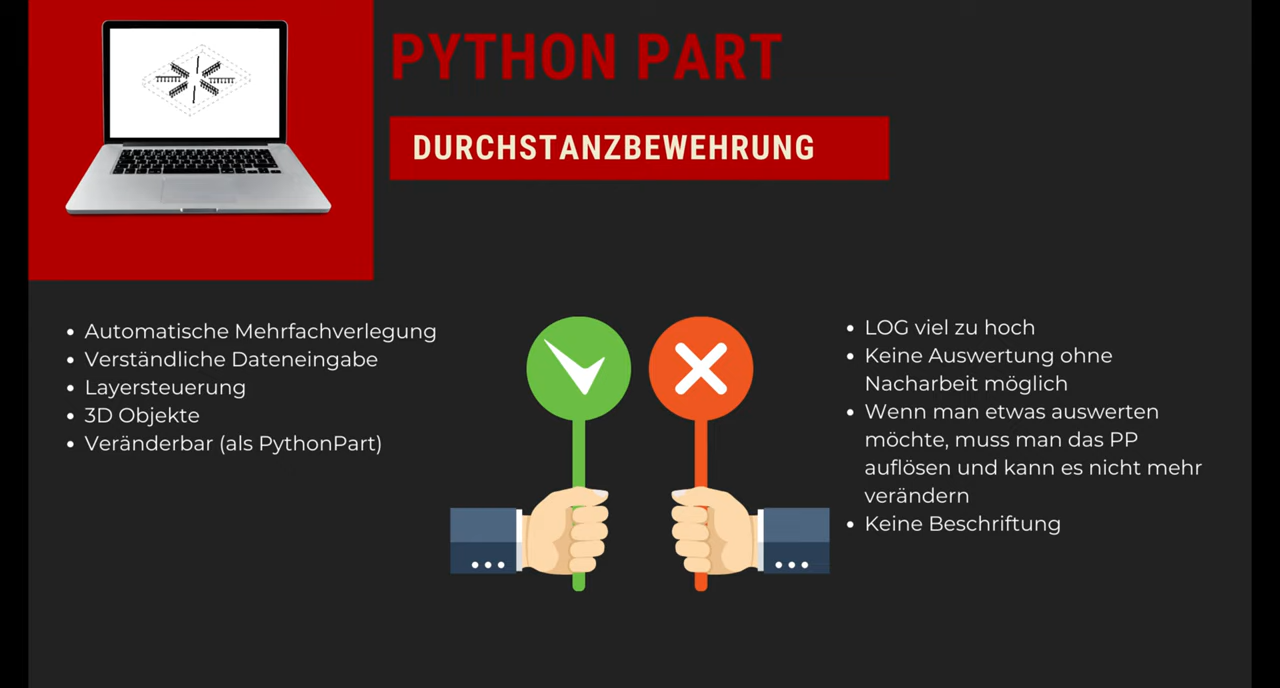 PYTHON PART
DURCHSTANZBEWEHRUNG
• Automatische Mehrfachverlegung
• Verständliche Dateneingabe
• Layersteuerung
• 3D Objekte
• Veränderbar (als PythonPart)
• LOG viel zu hoch
• Keine Auswertung ohne
Nacharbeit möglich
• Wenn man etwas auswerten
möchte, muss man das PP
auflösen und kann es nicht mehr
verändern
• Keine Beschriftung